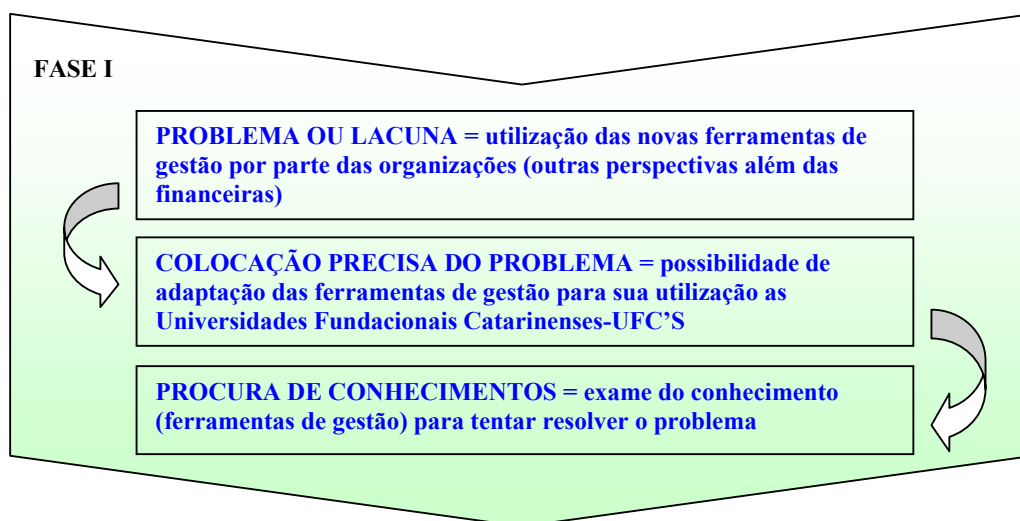 FASE I
PROBLEMA OU LACUNA = utilização das novas ferramentas de
gestão por parte das organizações (outras perspectivas além das
financeiras)
COLOCAÇÃO PRECISA DO PROBLEMA = possibilidade de
adaptação das ferramentas de gestão para sua utilização as
Universidades Fundacionais Catarinenses-UFC’S
PROCURA DE CONHECIMENTOS = exame do conhecimento
(ferramentas de gestão) para tentar resolver o problema